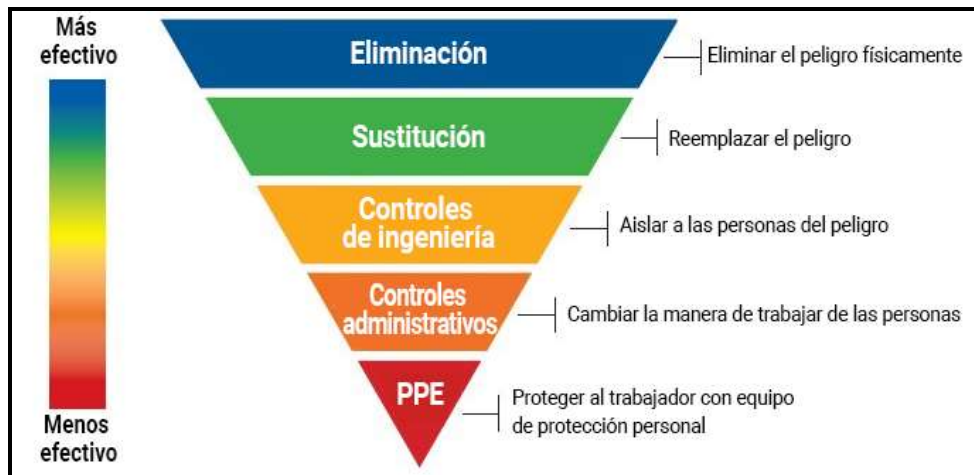 Más
efectivo
Eliminación
Eliminar el peligro físicamente
Sustitución
Reemplazar el peligro
Controles
de ingeniería
Aislar a las personas del peligro
Controles
administrativos
Cambiar la manera de trabajar de las personas
PPE
Proteger al trabajador con equipo
de protección personal
Menos
efectivo